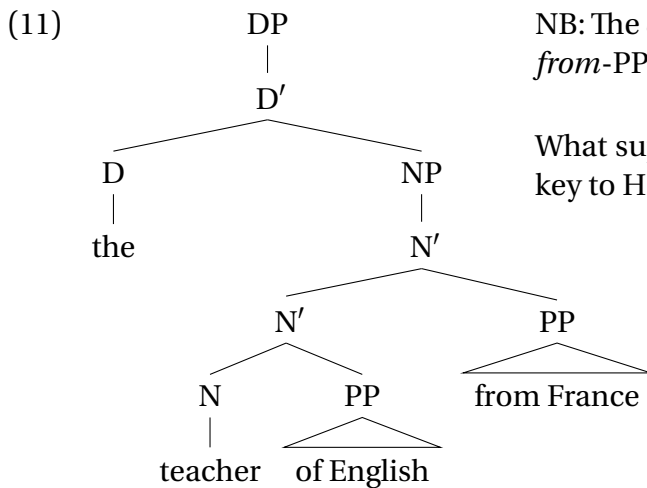 (11) DP NB: The
from-PP
D′
What su
D NP key to H
the N′
N′ PP
N PP from France
teacher of English